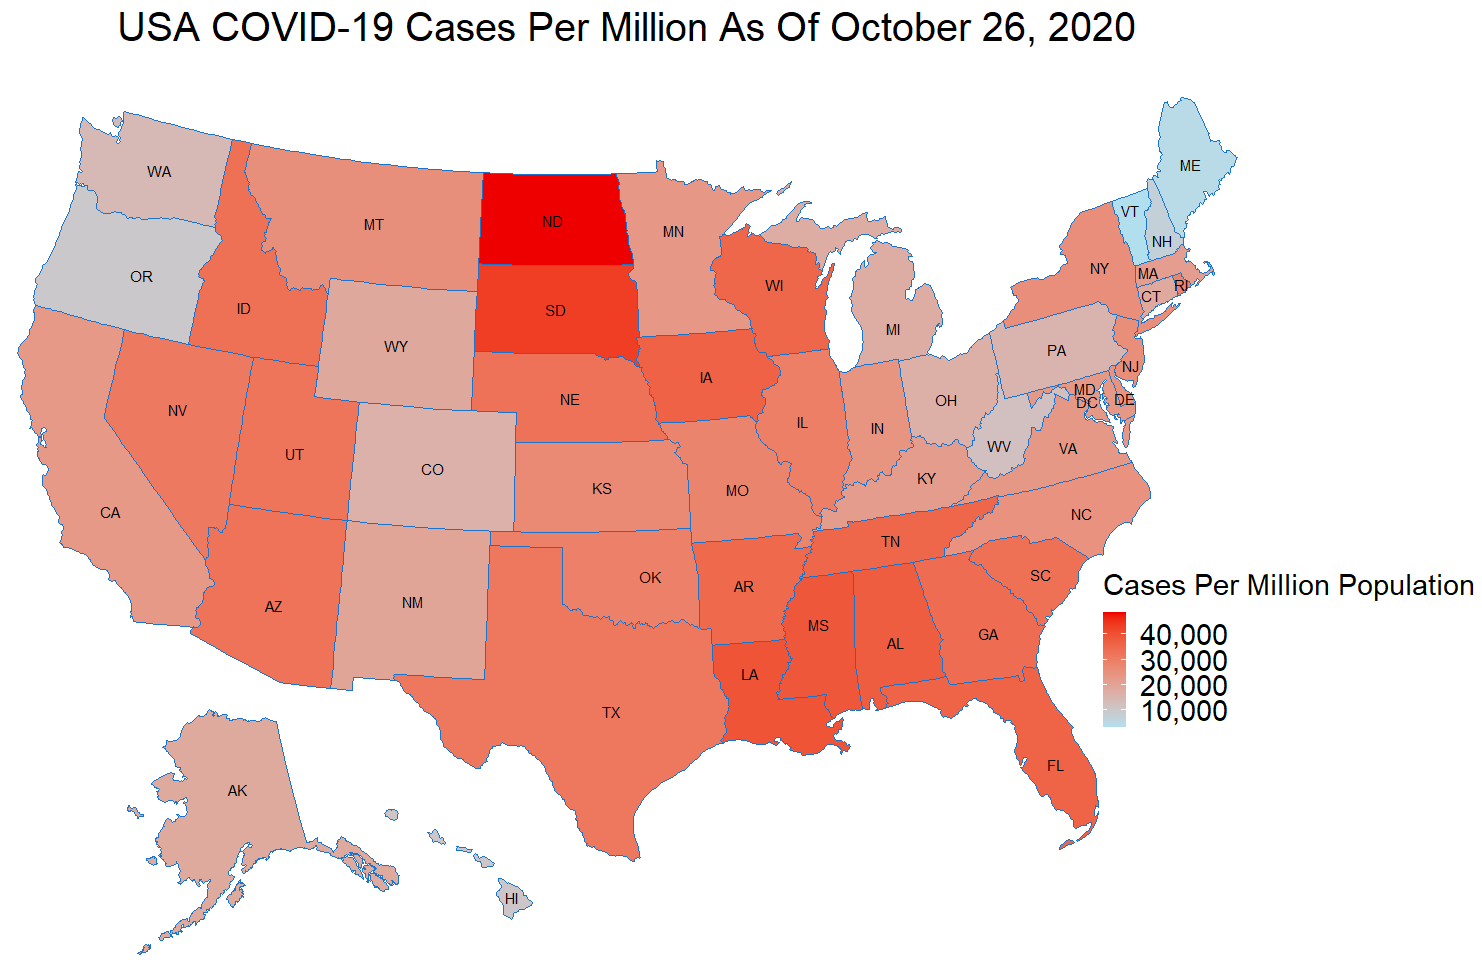 USA COVID-19 Cases Per Million As Of October 26, 2020
ME
WA
VT
ND
MT
MN
NH
NY
MA
OR
WI
RI
CT
ID
SD
MI
WY
PA
NJ
IA
MD
NE
DE
OH
DC
NV
IL
IN
WV
VA
UT
CO
KY
KS
MO
CA
NC
TN
OK
SC
AR
NM
AZ
MS
GA
AL
LA
TX
FL
AK
HI
Cases Per Million Population
40,000
30,000
20,000
10,000